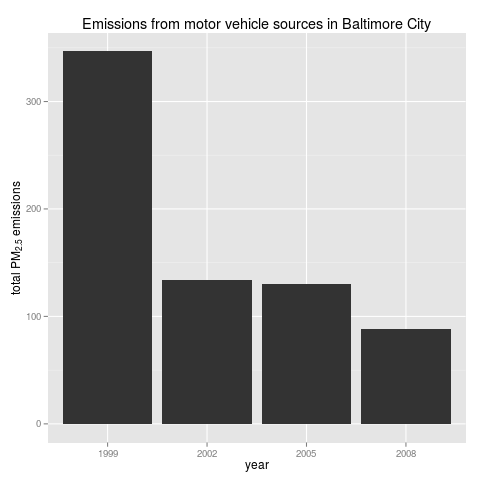 Emissions from motor vehicle sources in Baltimore City
total PM2.5 emissions
300
200
100
0
1999 2002 2005 2008
year